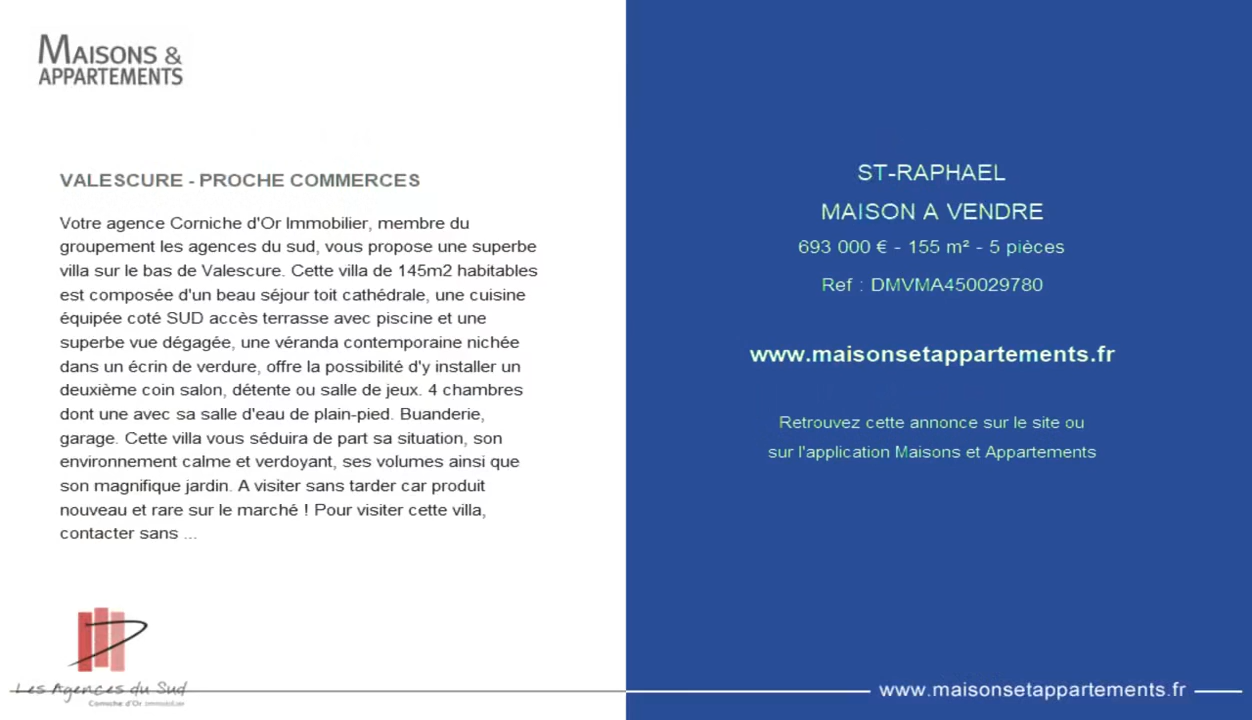 MAISONS &
APPARTEMENTS
VALESCURE - PROCHE COMMERCES
Votre agence Corniche d'Or Immobilier, membre du
groupement les agences du sud, vous propose une superbe
villa sur le bas de Valescure. Cette villa de 145m2 habitables
est composée d'un beau séjour toit cathédrale, une cuisine
équipée coté SUD accès terrasse avec piscine et une
superbe vue dégagée, une véranda contemporaine nichée
dans un écrin de verdure, offre la possibilité d'y installer un
deuxième coin salon, détente ou salle de jeux. 4 chambres
dont une avec sa salle d'eau de plain-pied. Buanderie,
garage. Cette villa vous séduira de part sa situation, son
environnement calme et verdoyant, ses volumes ainsi que
son magnifique jardin. A visiter sans tarder car produit
nouveau et rare sur le marché ! Pour visiter cette villa,
contacter sans ...
Les Agences du Sud
Corniche d'Or Immobilier
ST-RAPHAEL
MAISON A VENDRE
693 000 € - 155 m² - 5 pièces
Ref : DMVMA450029780
www.maisonsetappartements.fr
Retrouvez cette annonce sur le site ou
sur l'application Maisons et Appartements
www.maisonsetappartements.fr